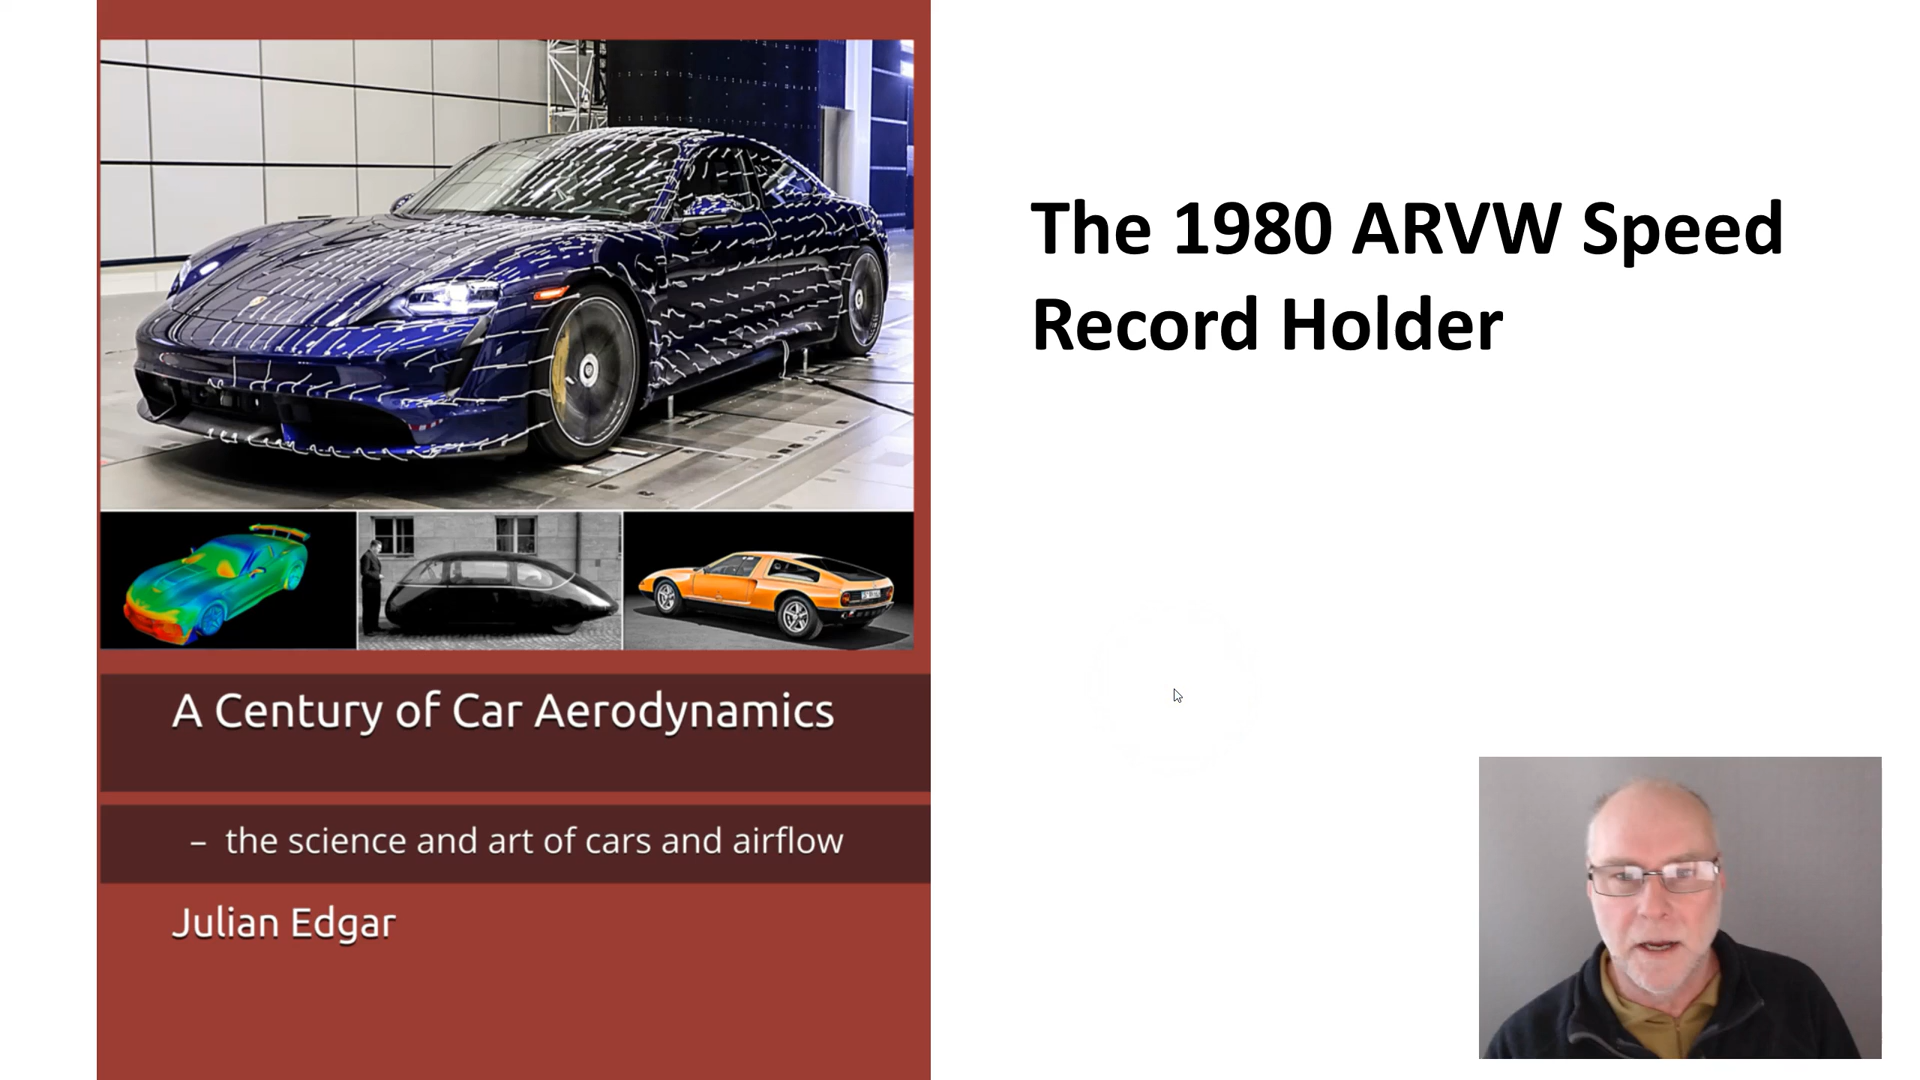 A Century of Car Aerodynamics
– the science and art of cars and airflow
Julian Edgar
The 1980 ARVW Speed
Record Holder